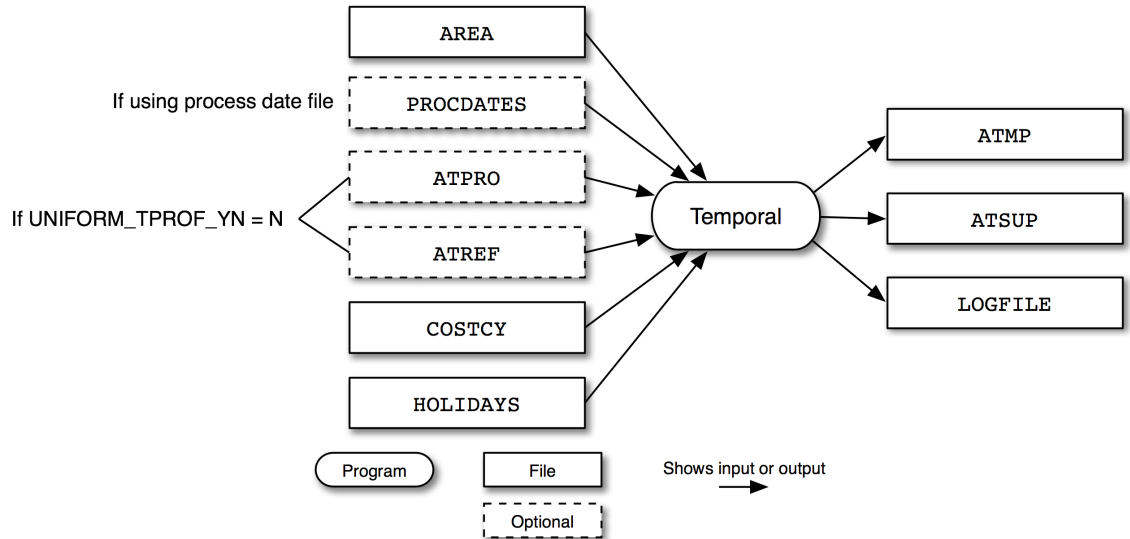 AREA
If using process date file
PROCDATES
ATPRO
If UNIFORM_TPROF_YN = N
ATREF
COSTCY
HOLIDAYS
Temporal
ATMP
ATSUP
LOGFILE
Program
File
Shows input or output
Optional